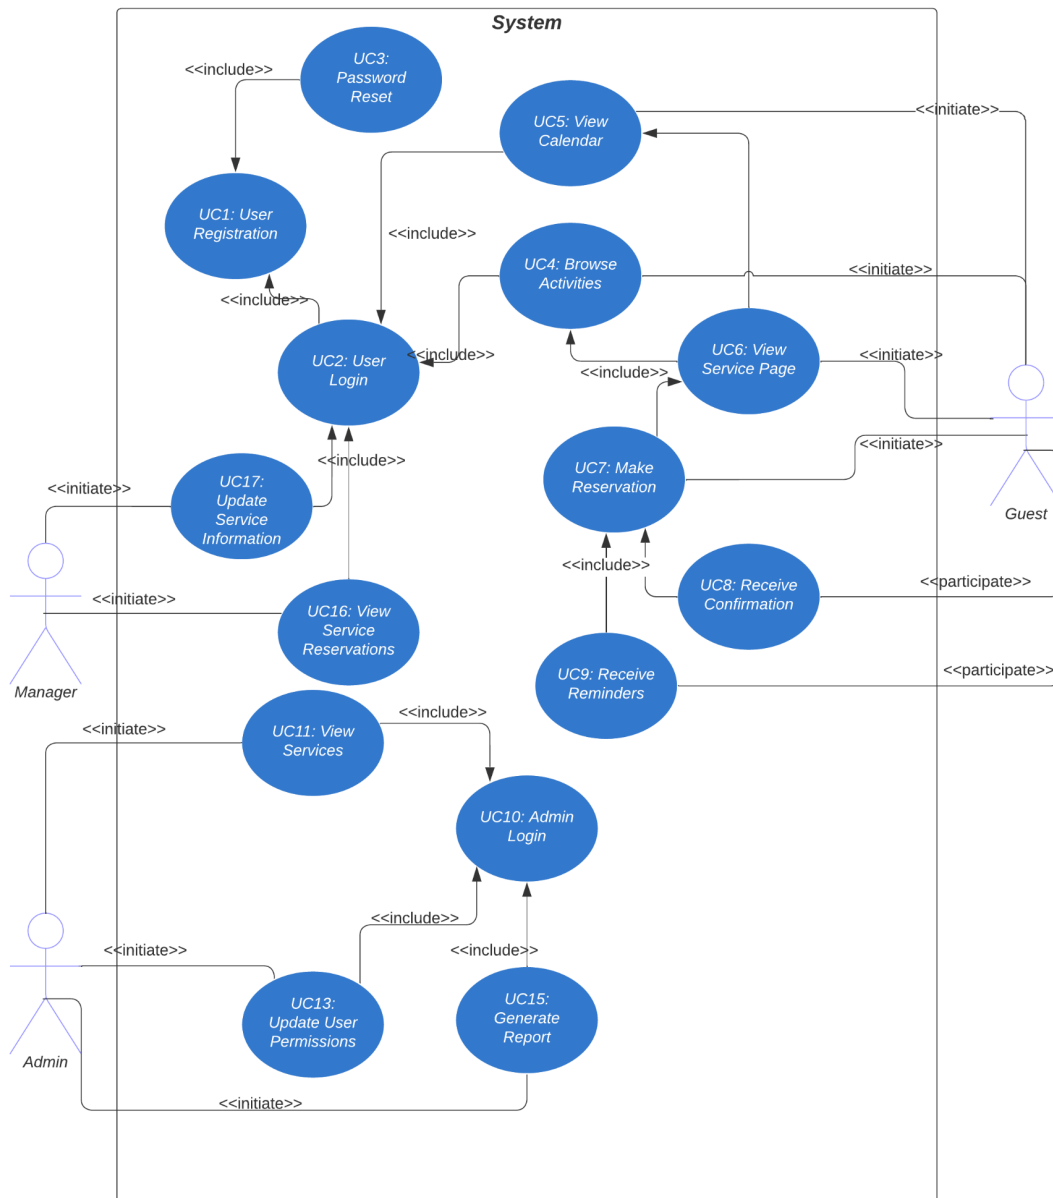 System
UC3:
Password
Reset
<<include>>
UC5: View
Calendar
<<initiate>>
UC1: User
Registration
<<include>>
UC4: Browse
Activities
<<initiate>>
<<include>>
UC2: User
Login
<<include>>
UC6: View
Service Page
<<initiate>>
<<include>>
<<initiate>>
<<include>>
UC7: Make
Reservation
<<initiate>>
UC17:
Update
Service
Information
Guest
<<include>>
UC8: Receive
Confirmation
<<participate>>
<<initiate>>
UC16: View
Service
Reservations
Manager
UC9: Receive
Reminders
<<participate>>
<<initiate>>
UC11: View
Services
<<include>>
UC10: Admin
Login
<<include>>
<<initiate>>
<<include>>
UC13:
Update User
Permissions
UC15:
Generate
Report
Admin
<<initiate>>